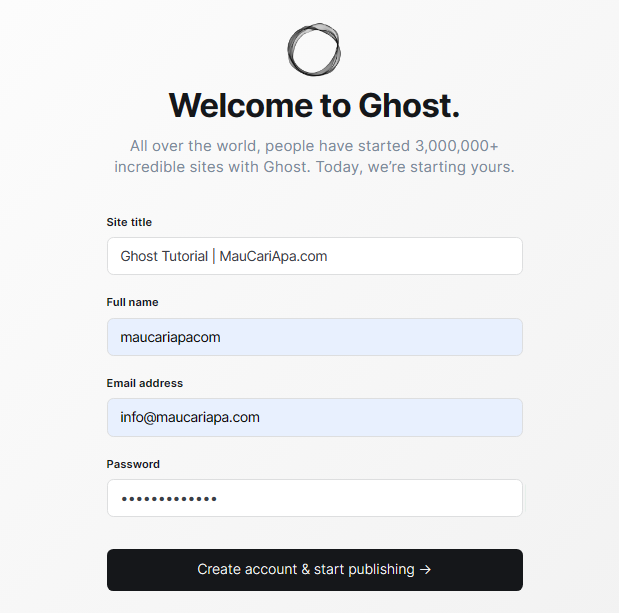 Welcome to Ghost.
All over the world, people have started 3,000,000+
incredible sites with Ghost. Today, we’re starting yours.
Site title
Ghost Tutorial | MauCariApa.com
Full name
maucariapacom
Email address
info@maucariapa.com
Password
•••••••••••••
Create account & start publishing →